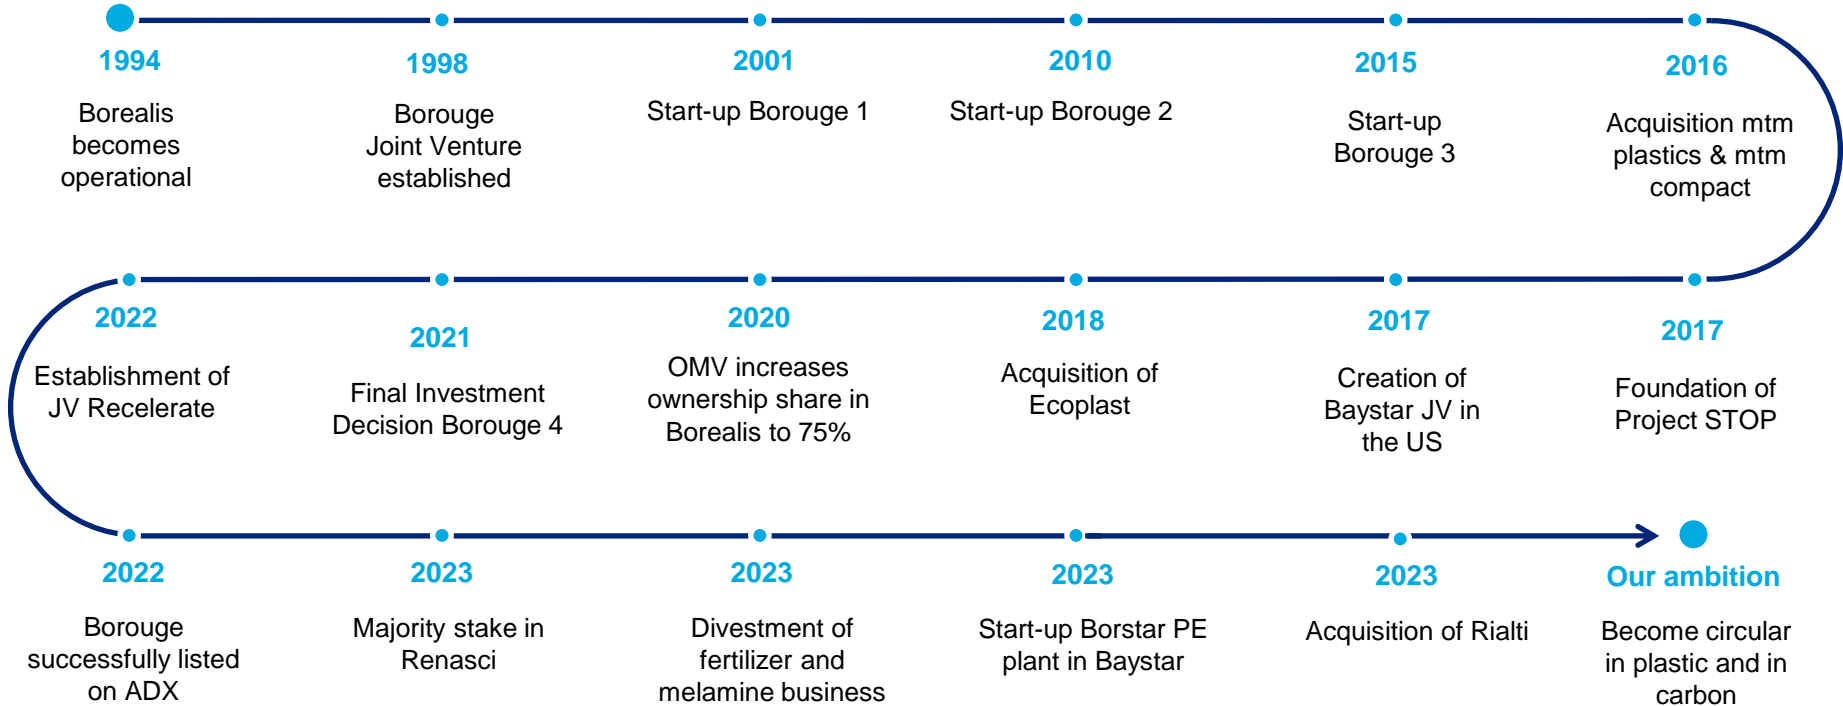 1994
Borealis
becomes
operational
1998
Borouge
Joint Venture
established
2001
Start-up Borouge 1
2010
Start-up Borouge 2
2015
Start-up
Borouge 3
2016
Acquisition mtm
plastics & mtm
compact
2017
Foundation of
Project STOP
2017
Creation of
Baystar JV in
the US
2018
Acquisition of
Ecoplast
2020
OMV increases
ownership share in
Borealis to 75%
2021
Final Investment
Decision Borouge 4
2022
Establishment of
JV Recelerate
2022
Borouge
successfully listed
on ADX
2023
Majority stake in
Renasci
2023
Divestment of
fertilizer and
melamine business
2023
Start-up Borstar PE
plant in Baystar
2023
Acquisition of Rialti
Our ambition
Become circular
in plastic and in
carbon